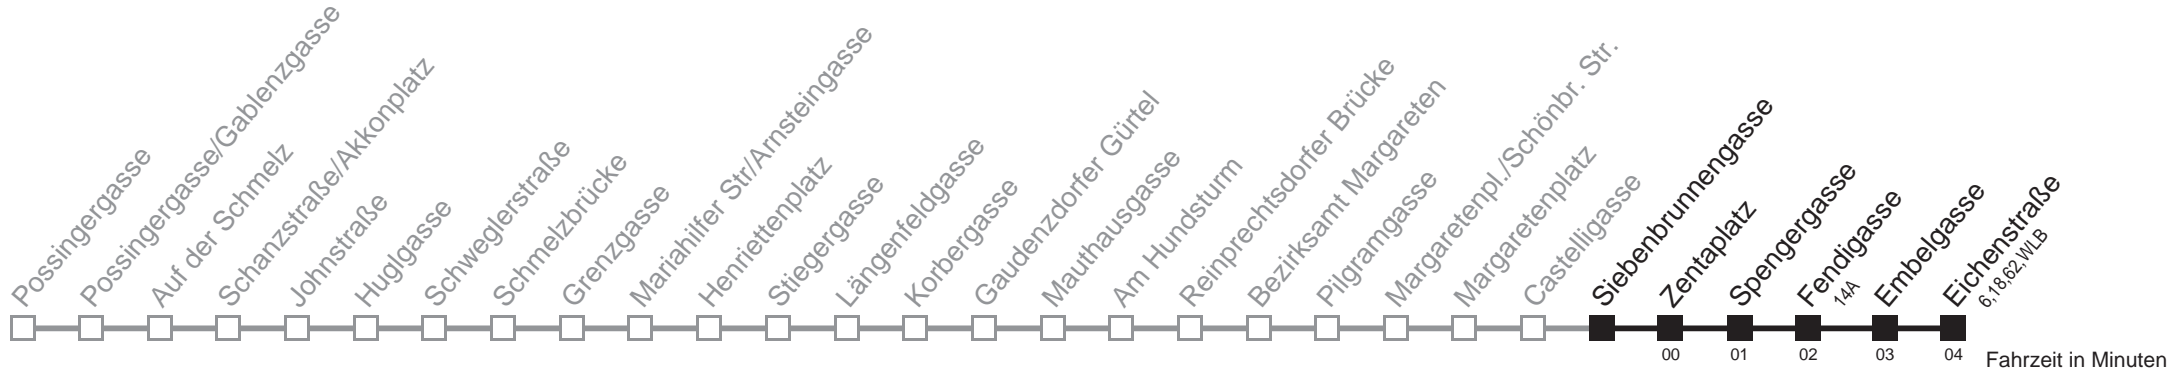 Possingergasse
Possingergasse/Gablenzgasse
Auf der Schmelz
Schanzstraße/Akkonplatz
Johnstraße
Huglgasse
Schweglerstraße
Schmelzbrücke
Grenzgasse
Mariahilfer Str/Arnsteingasse
Henriettenplatz
Stiegergasse
Längenfeldgasse
Korbergasse
Gaudenzdorfer Gürtel
Mauthausgasse
Am Hundsturm
Reinprechtsdorfer Brücke
Bezirksamt Margareten
Pilgramgasse
Margaretenpl./Schönbr. Str.
Margaretenplatz
Castelligasse
Siebenbrunnengasse
Zentaplatz
Spengergasse
Fendigasse
14A
Embelgasse
Eichenstraße
6,18,62,WLB
00 01 02 03 04
Fahrzeit in Minuten